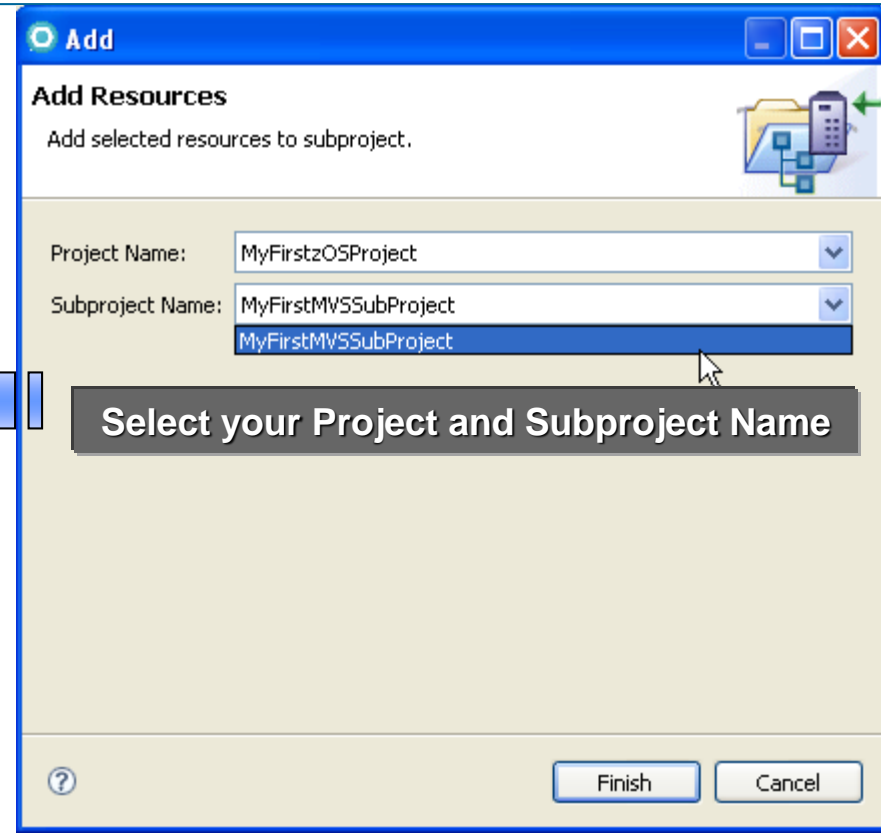 Add
Add Resources
Add selected resources to subproject.
Project Name: MyFirstzOSProject
Subproject Name: MyFirstMVSSubProject
MyFirstMVSSubProject
Select your Project and Subproject Name
? Finish Cancel